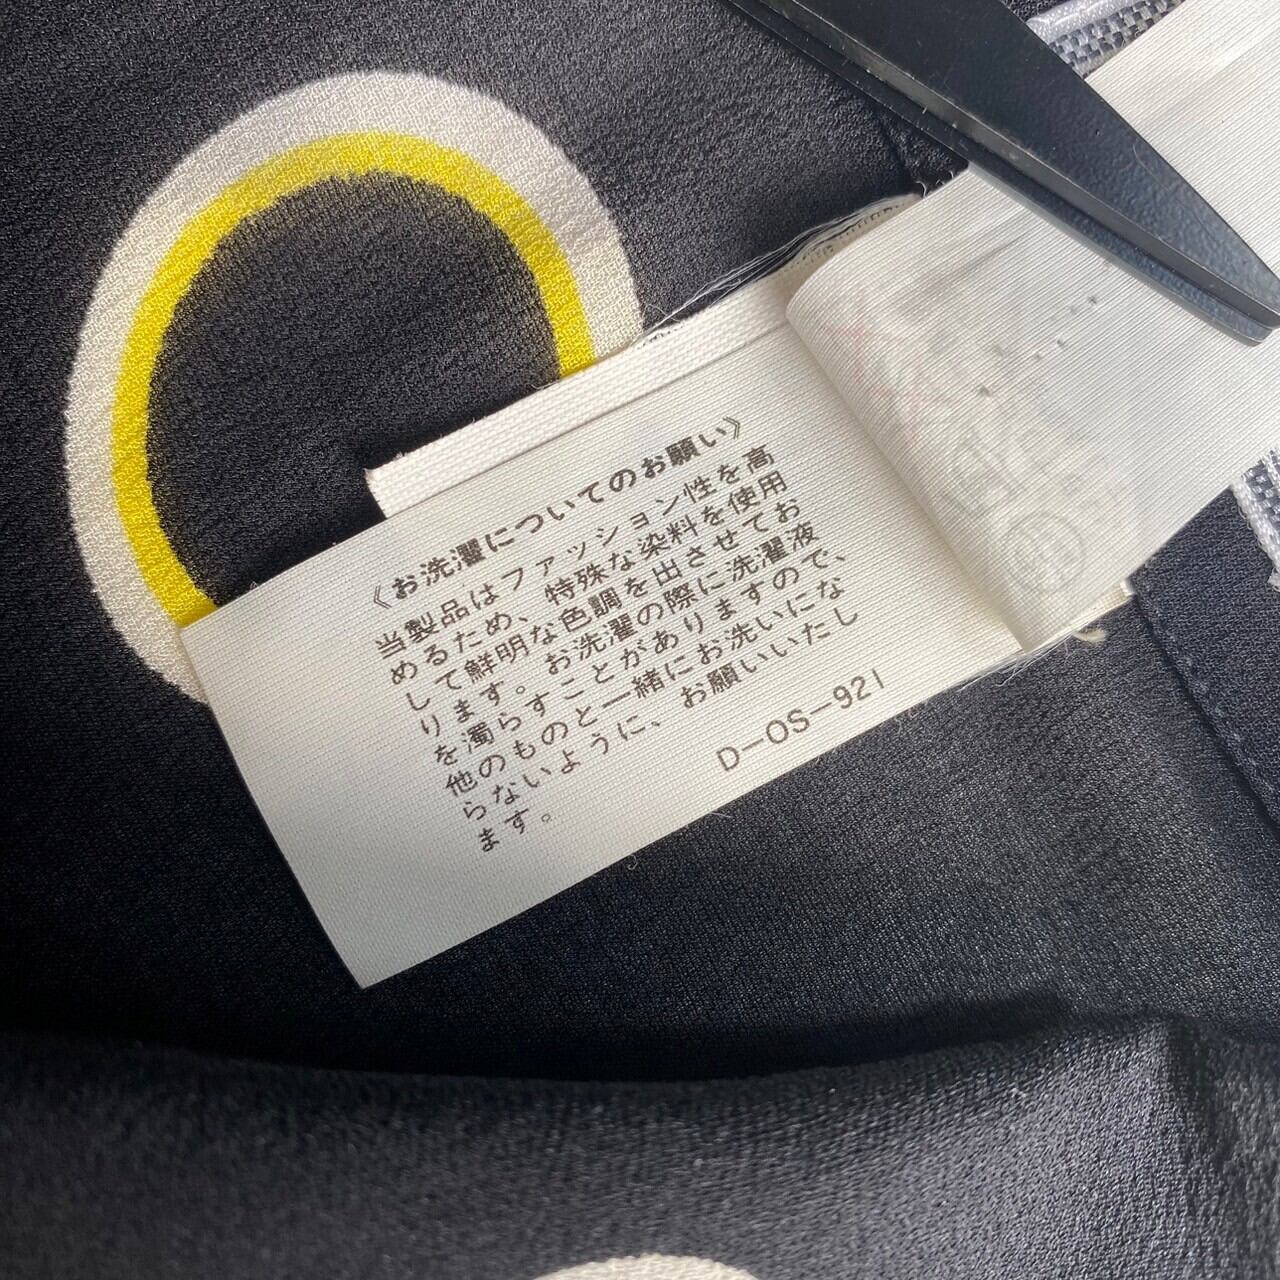 《お洗濯についてのお願い》
当製品はファッション性を高
めるため、特殊な染料を使用
して鮮明な色調を出させてお
ります。お洗濯の際に洗濯液
を濁らすことがありますので、
他のものと一緒にお洗いにな
らないように、お願いいたし
ます。
D-OS-921